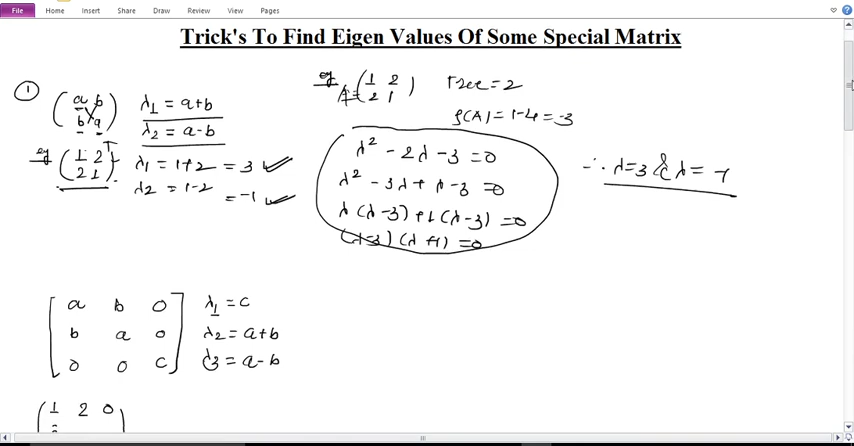 File Home Insert Share Draw Review View Pages
Trick's To Find Eigen Values Of Some Special Matrix
①
(a b
b a)
λ1 = a+b
λ2 = a-b
eg (1 2
2 1)
λ1 = 1+2 = 3
λ2 = 1-2
= -1
eg A = (1 2
2 1)
= 2
ρ(A) = 1-4 = -3
λ² - 2λ - 3 = 0
λ² - 3λ + λ - 3 = 0
λ(λ-3) + 1(λ-3) = 0
(λ-3)(λ+1) = 0
∴ λ=3 & λ= -1
[a b 0
b a 0
0 0 c]
λ1 = c
λ2 = a+b
λ3 = a-b
(1 2 0